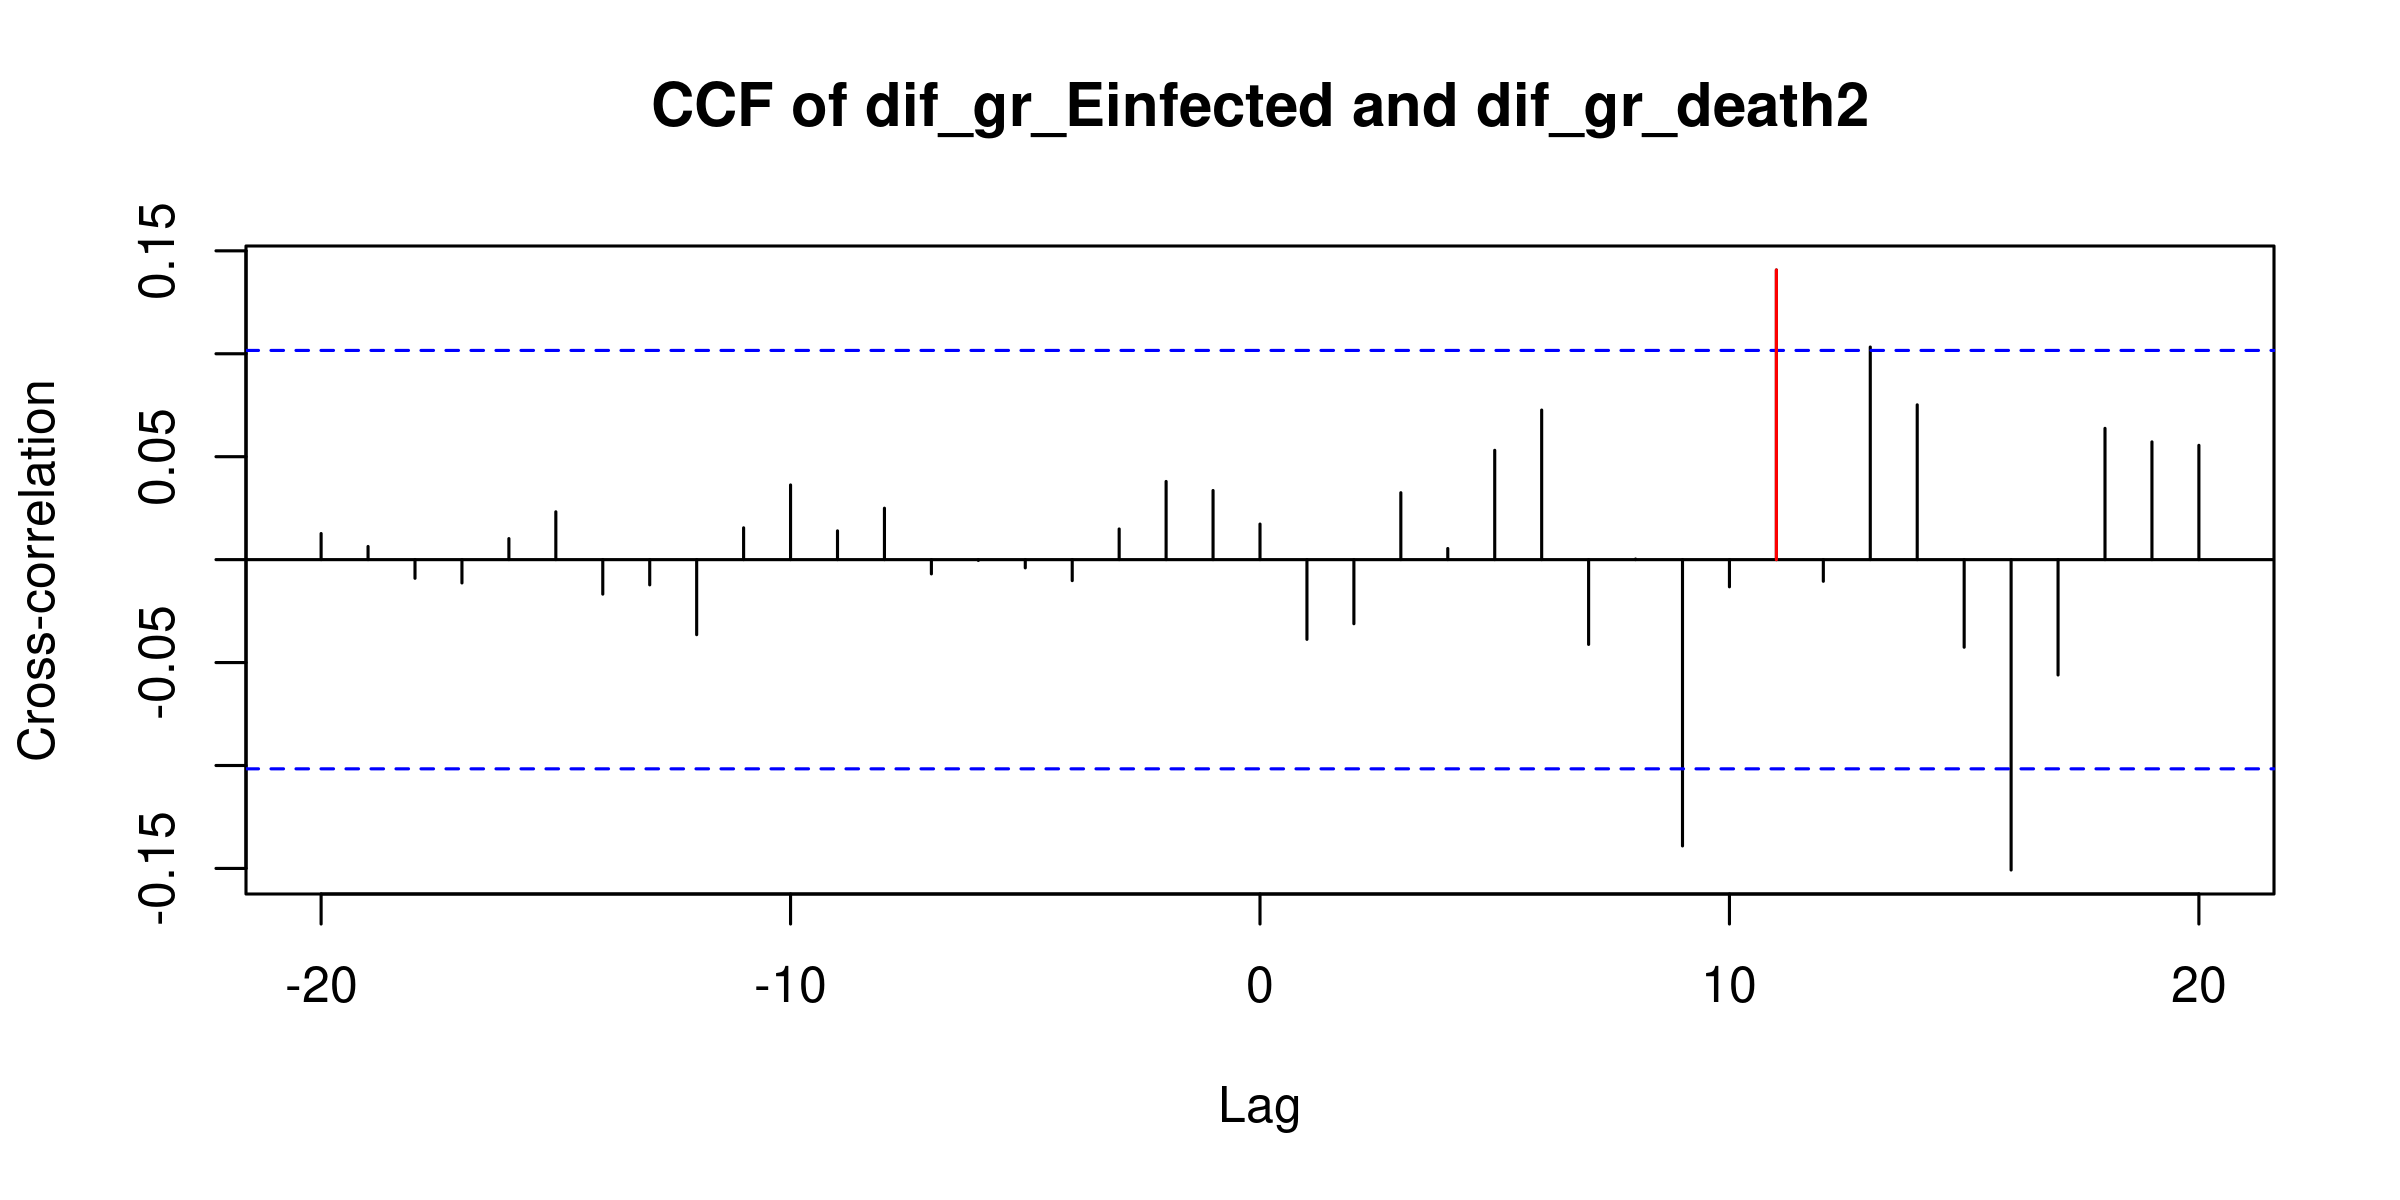 CCF of dif_gr_Einfected and dif_gr_death2
Cross-correlation
0.15
0.05
-0.05
-0.15
-20 -10 0 10 20
Lag